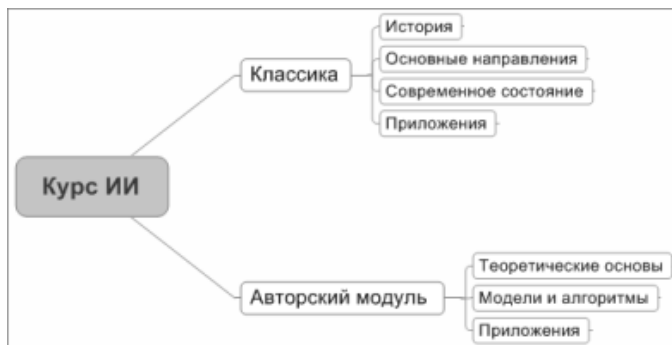 Курс ИИ
Классика
История
Основные направления
Современное состояние
Приложения
Авторский модуль
Теоретические основы
Модели и алгоритмы
Приложения